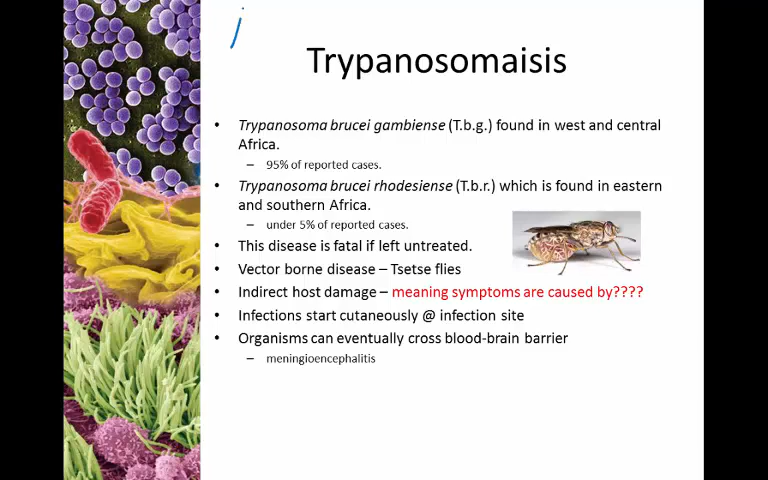 Trypanosomaisis
• Trypanosoma brucei gambiense (T.b.g.) found in west and central
Africa.
– 95% of reported cases.
• Trypanosoma brucei rhodesiense (T.b.r.) which is found in eastern
and southern Africa.
– under 5% of reported cases.
• This disease is fatal if left untreated.
• Vector borne disease – Tsetse flies
• Indirect host damage – meaning symptoms are caused by????
• Infections start cutaneously @ infection site
• Organisms can eventually cross blood-brain barrier
– meningioencephalitis